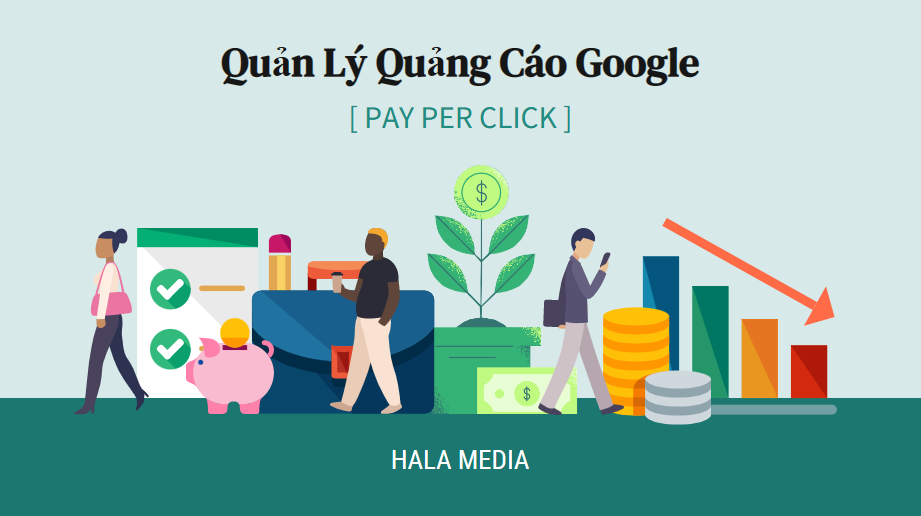 Quản Lý Quảng Cáo Google
[ PAY PER CLICK ]
$
$
HALA MEDIA